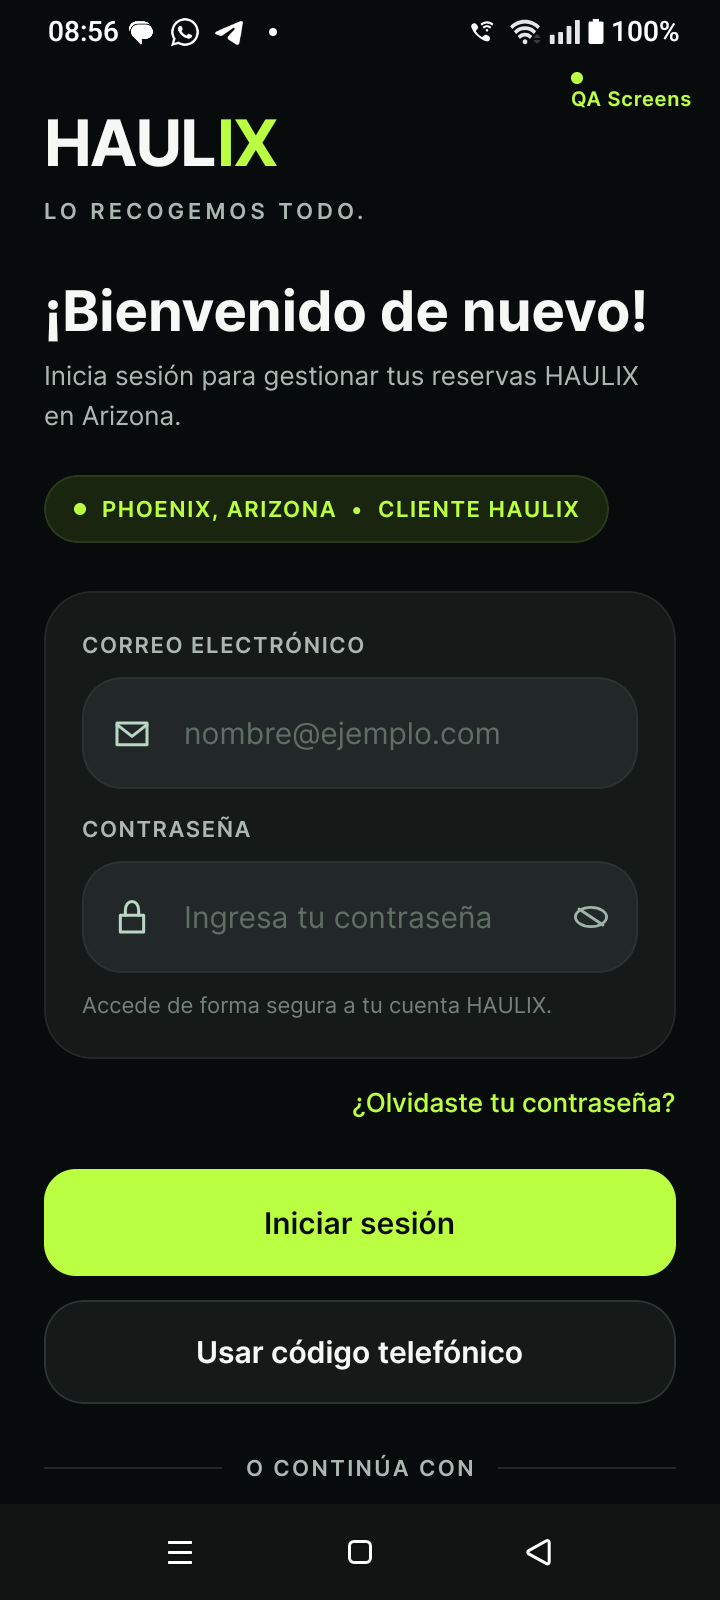 08:56
100%
QA Screens
HAULIX
LO RECOGEMOS TODO.
¡Bienvenido de nuevo!
Inicia sesión para gestionar tus reservas HAULIX
en Arizona.
PHOENIX, ARIZONA • CLIENTE HAULIX
CORREO ELECTRÓNICO
nombre@ejemplo.com
CONTRASEÑA
Ingresa tu contraseña
Accede de forma segura a tu cuenta HAULIX.
¿Olvidaste tu contraseña?
Iniciar sesión
Usar código telefónico
O CONTINÚA CON